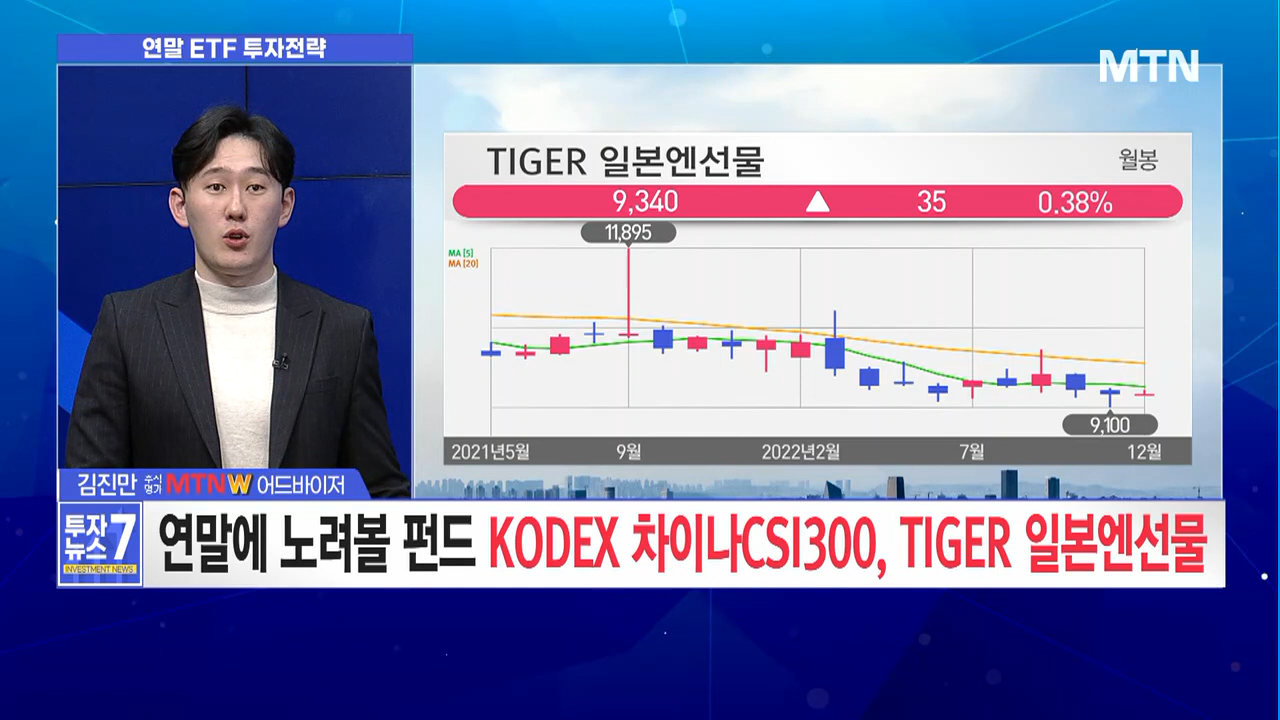 연말 ETF 투자전략
MTN
TIGER 일본엔선물
월봉
9,340 ▲ 35 0.38%
11,895
MA [5]
MA [20]
9,100
2021년5월 9월 2022년2월 7월 12월
김진만 주식명가 MTNW 어드바이저
투자
뉴스 7
INVESTMENT NEWS
연말에 노려볼 펀드 KODEX 차이나CSI300, TIGER 일본엔선물